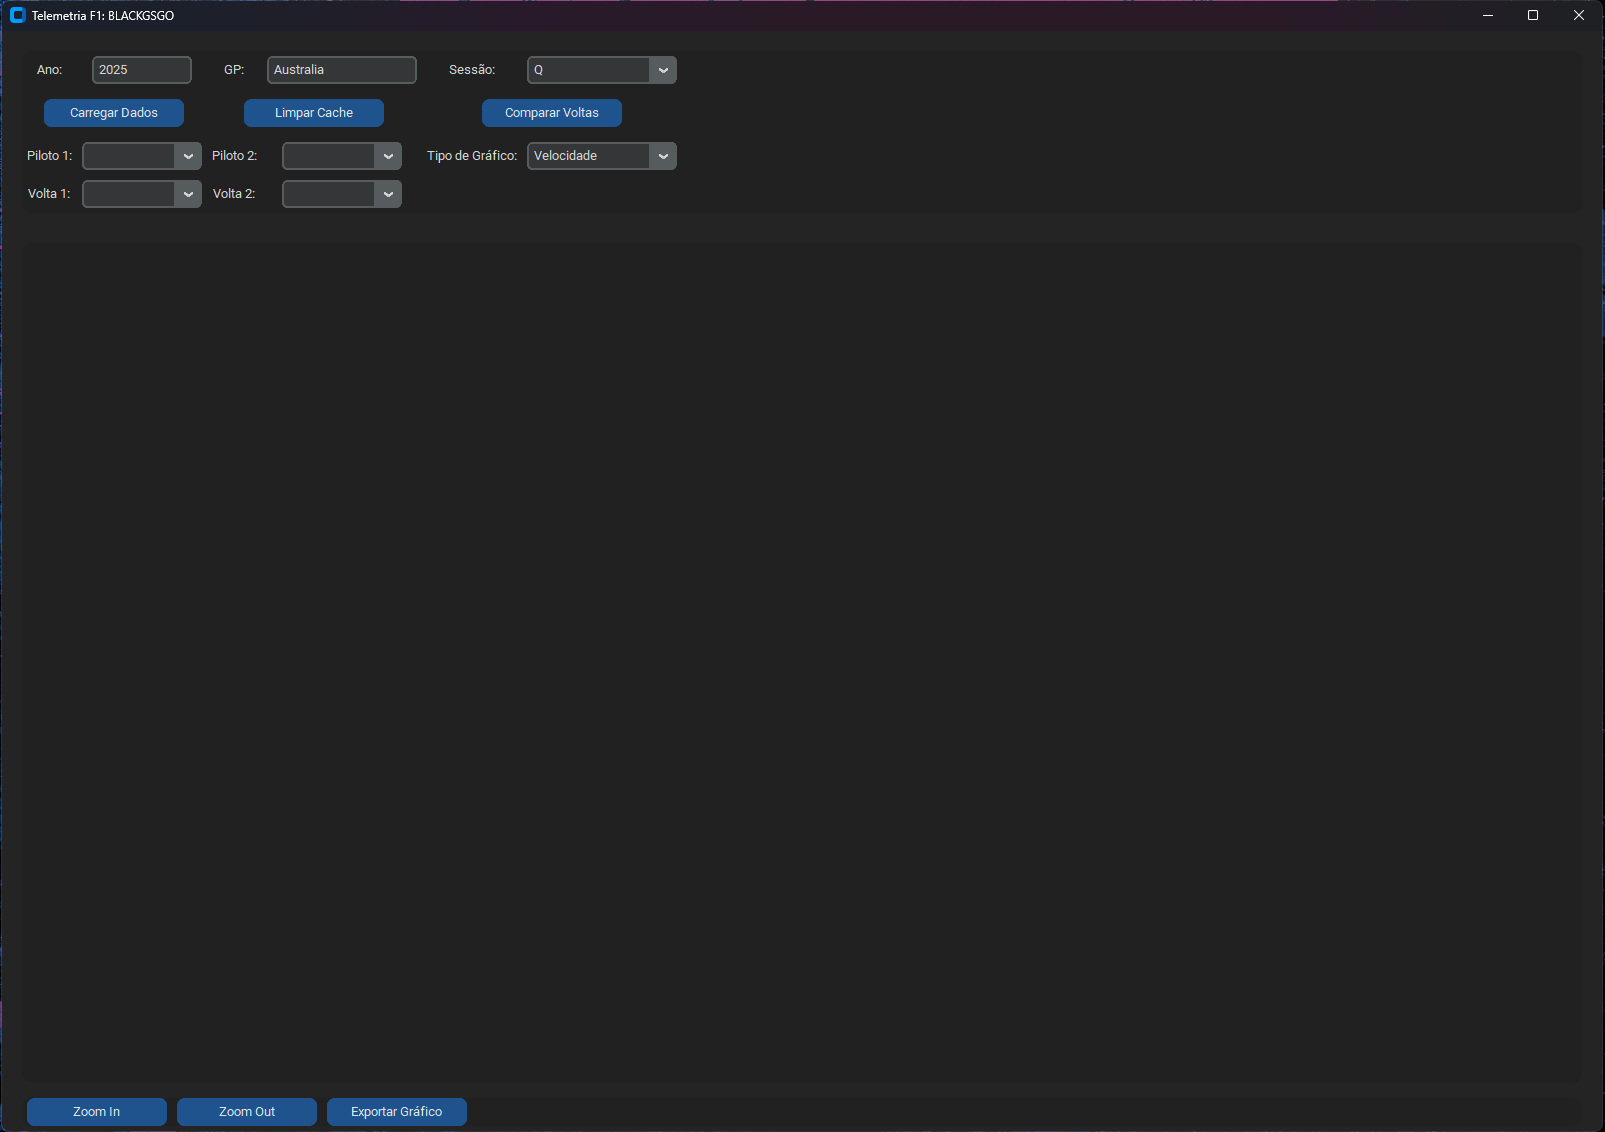 Telemetria F1: BLACKGSGO
Ano: 2025 GP: Australia Sessão: Q
Carregar Dados Limpar Cache Comparar Voltas
Piloto 1: Piloto 2: Tipo de Gráfico: Velocidade
Volta 1: Volta 2:
Zoom In Zoom Out Exportar Gráfico